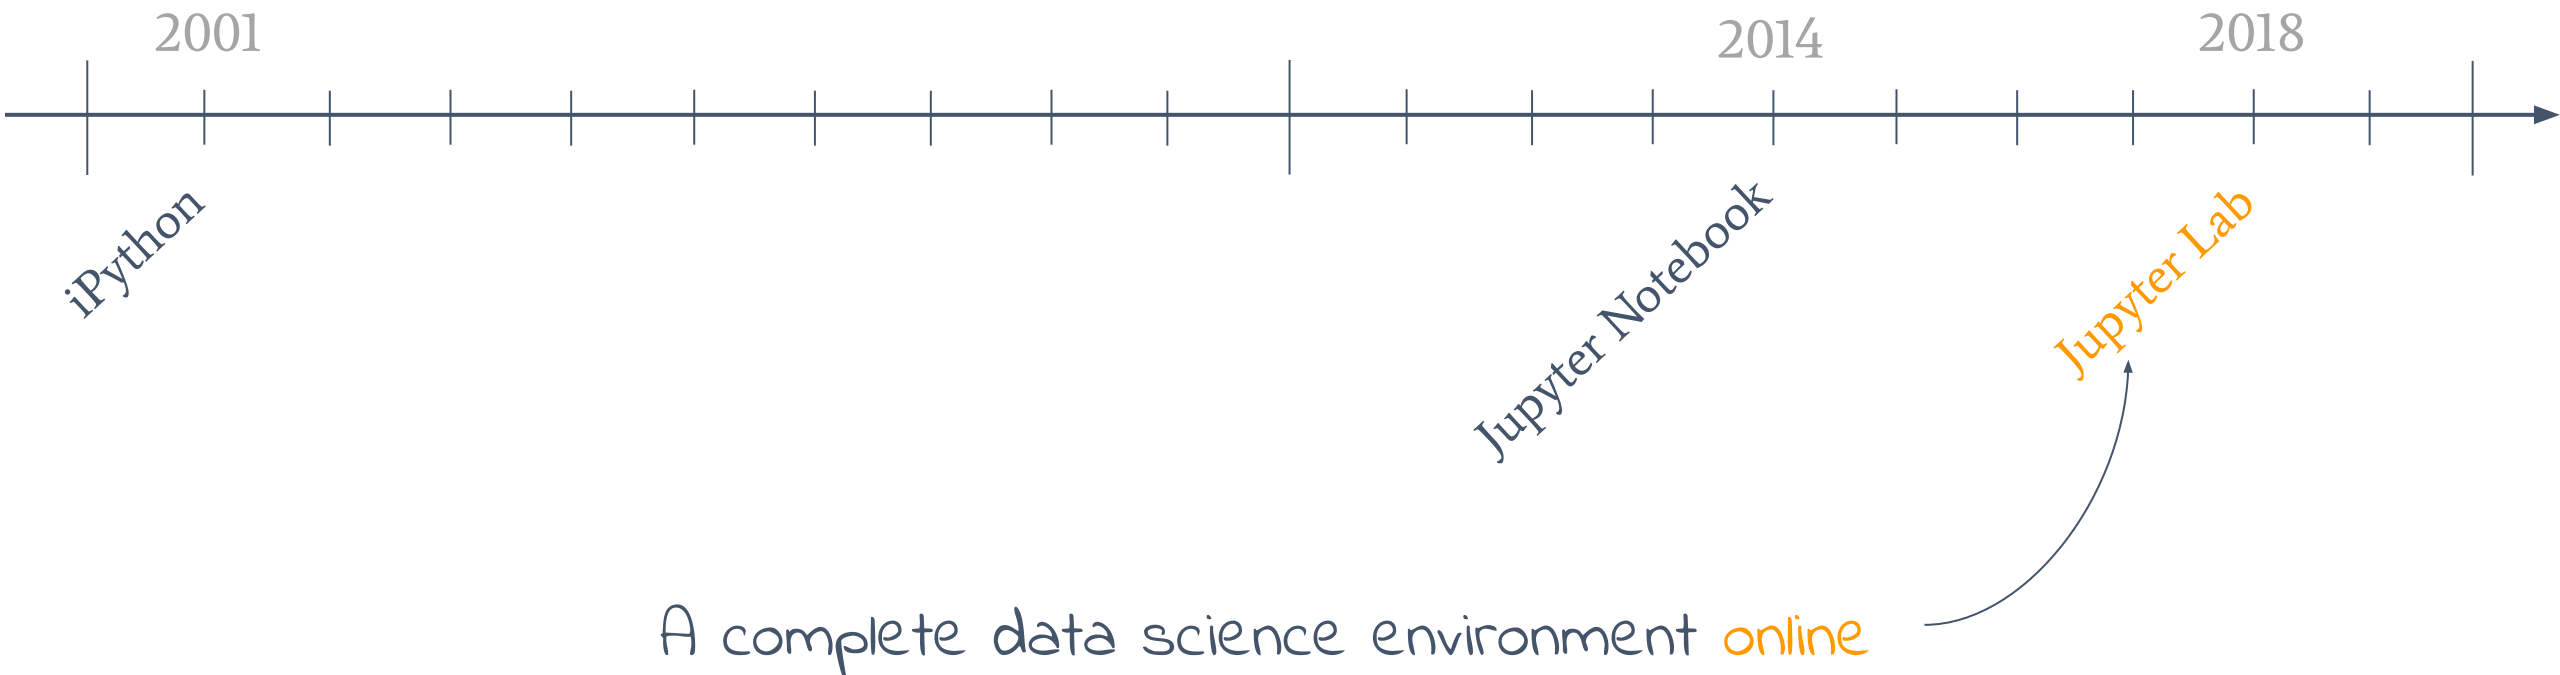 2001
2014
2018
iPython
Jupyter Notebook
Jupyter Lab
A complete data science environment online